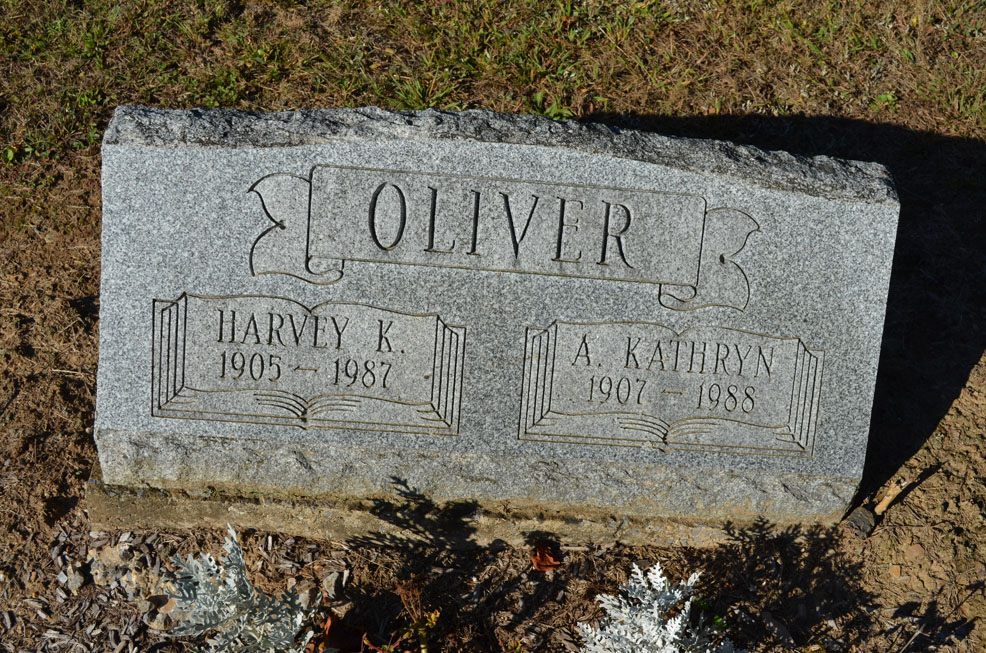 OLIVER
HARVEY K.
1905 — 1987
A. KATHRYN
1907 — 1988